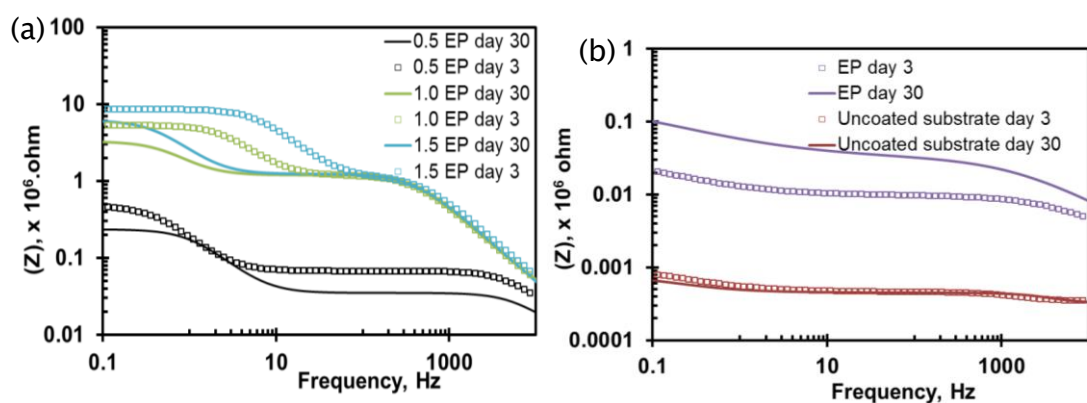 (a)
100
10
1
0.1
0.01
(Z), x 10⁶.ohm
0.5 EP day 30
0.5 EP day 3
1.0 EP day 30
1.0 EP day 3
1.5 EP day 30
1.5 EP day 3
0.1
10
1000
Frequency, Hz
(b)
1
0.1
0.01
0.001
0.0001
(Z), x 10⁶ ohm
EP day 3
EP day 30
Uncoated substrate day 3
Uncoated substrate day 30
0.1
10
1000
Frequency, Hz